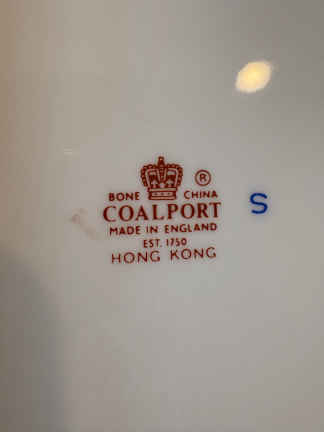 ®
BONE CHINA
COALPORT S
MADE IN ENGLAND
EST. 1750
HONG KONG